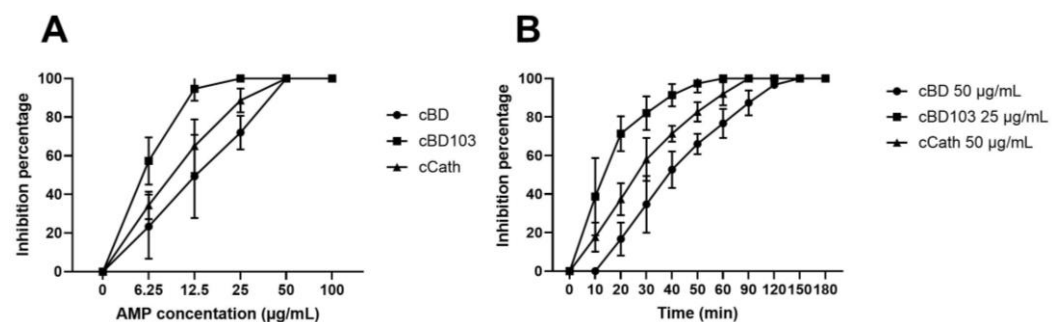 A
Inhibition percentage
100
80
60
40
20
0
0 6.25 12.5 25 50 100
AMP concentation (µg/mL)
cBD
cBD103
cCath
B
Inhibition percentage
100
80
60
40
20
0
0 10 20 30 40 50 60 90 120 150 180
Time (min)
cBD 50 µg/mL
cBD103 25 µg/mL
cCath 50 µg/mL